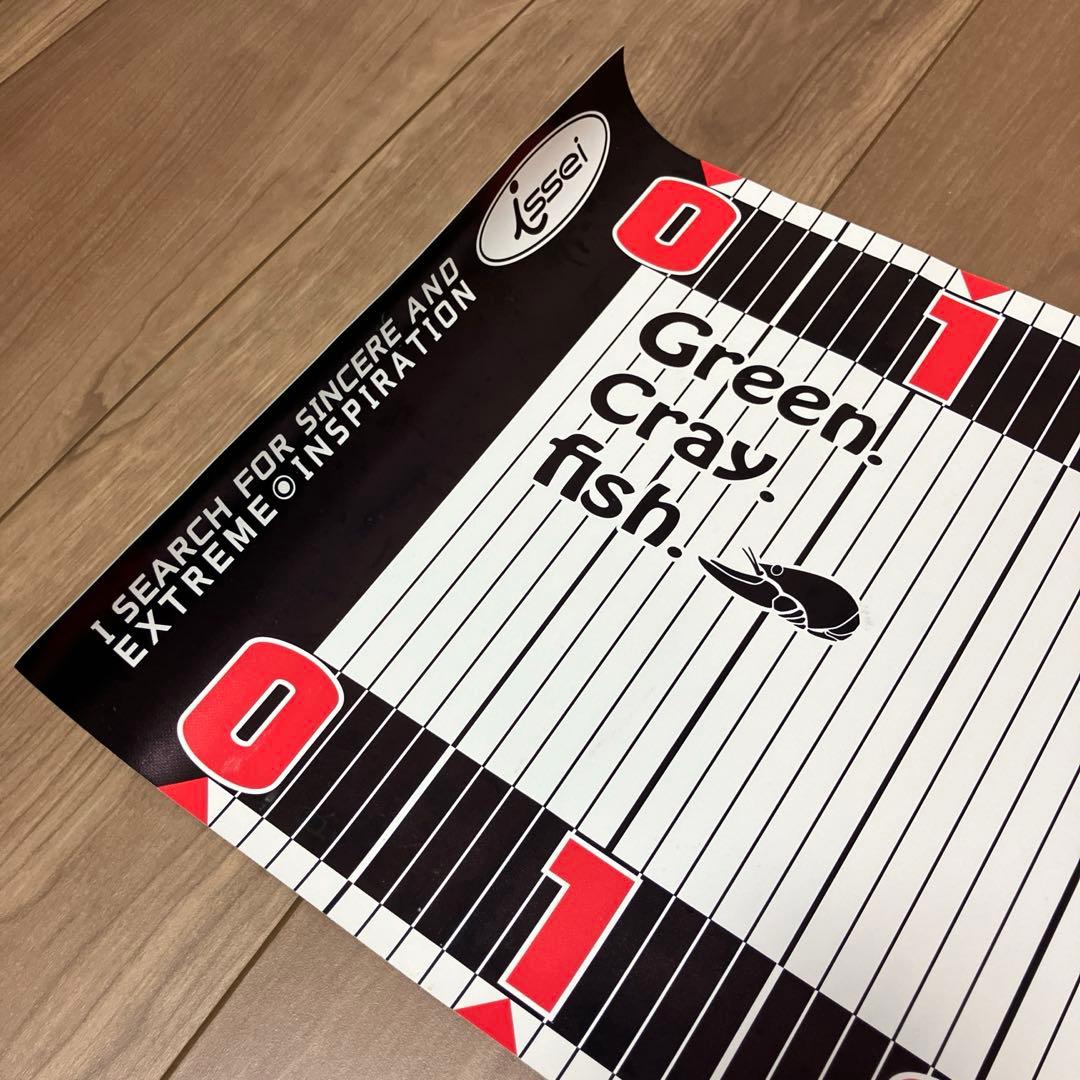 issei
I SEARCH FOR SINCERE AND
EXTREME INSPIRATION
0
1
Green.
Cray.
fish.
0
1